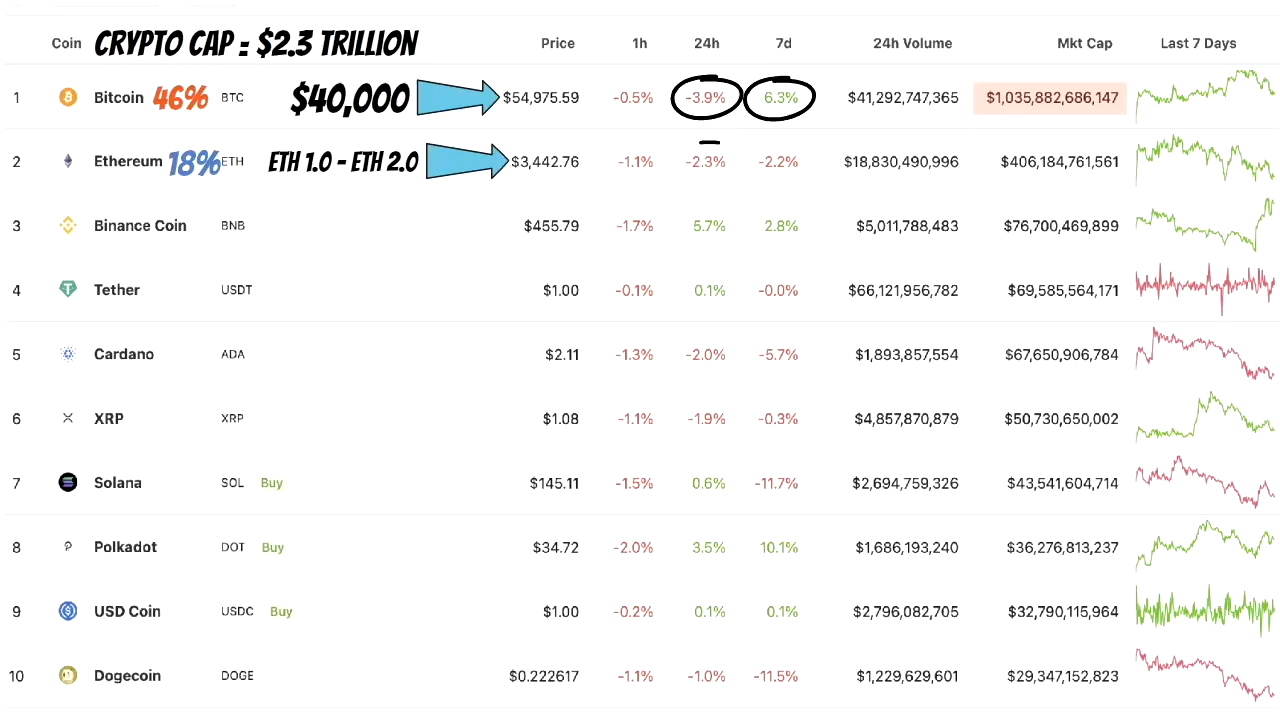 Coin CRYPTO CAP = $2.3 TRILLION Price 1h 24h 7d 24h Volume Mkt Cap Last 7 Days
1 Bitcoin 46% BTC $40,000 $54,975.59 -0.5% -3.9% 6.3% $41,292,747,365 $1,035,882,686,147
2 Ethereum 18% ETH ETH 1.0 - ETH 2.0 $3,442.76 -1.1% -2.3% -2.2% $18,830,490,996 $406,184,761,561
3 Binance Coin BNB $455.79 -1.7% 5.7% 2.8% $5,011,788,483 $76,700,469,899
4 Tether USDT $1.00 -0.1% 0.1% -0.0% $66,121,956,782 $69,585,564,171
5 Cardano ADA $2.11 -1.3% -2.0% -5.7% $1,893,857,554 $67,650,906,784
6 XRP XRP $1.08 -1.1% -1.9% -0.3% $4,857,870,879 $50,730,650,002
7 Solana SOL Buy $145.11 -1.5% 0.6% -11.7% $2,694,759,326 $43,541,604,714
8 Polkadot DOT Buy $34.72 -2.0% 3.5% 10.1% $1,686,193,240 $36,276,813,237
9 USD Coin USDC Buy $1.00 -0.2% 0.1% 0.1% $2,796,082,705 $32,790,115,964
10 Dogecoin DOGE $0.222617 -1.1% -1.0% -11.5% $1,229,629,601 $29,347,152,823